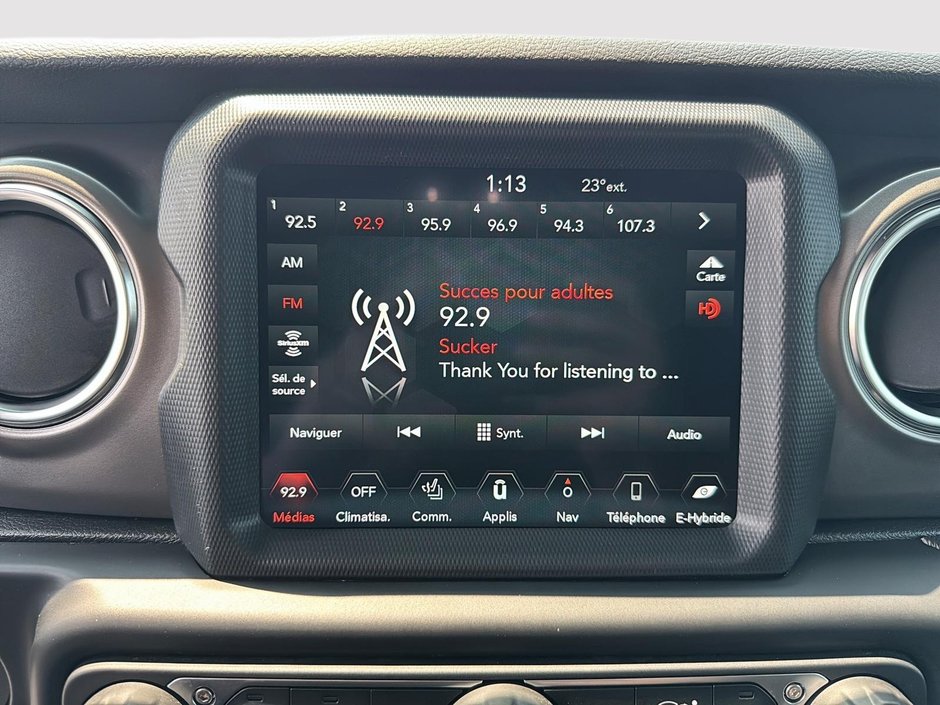 1:13 23°ext.
1 92.5 2 92.9 3 95.9 4 96.9 5 94.3 6 107.3
AM
Carte
FM
HD
SiriusXM
Sél. de
source
Succes pour adultes
92.9
Sucker
Thank You for listening to ...
Naviguer Synt. Audio
92.9 OFF
Médias Climatisa. Comm. Applis Nav Téléphone E-Hybride